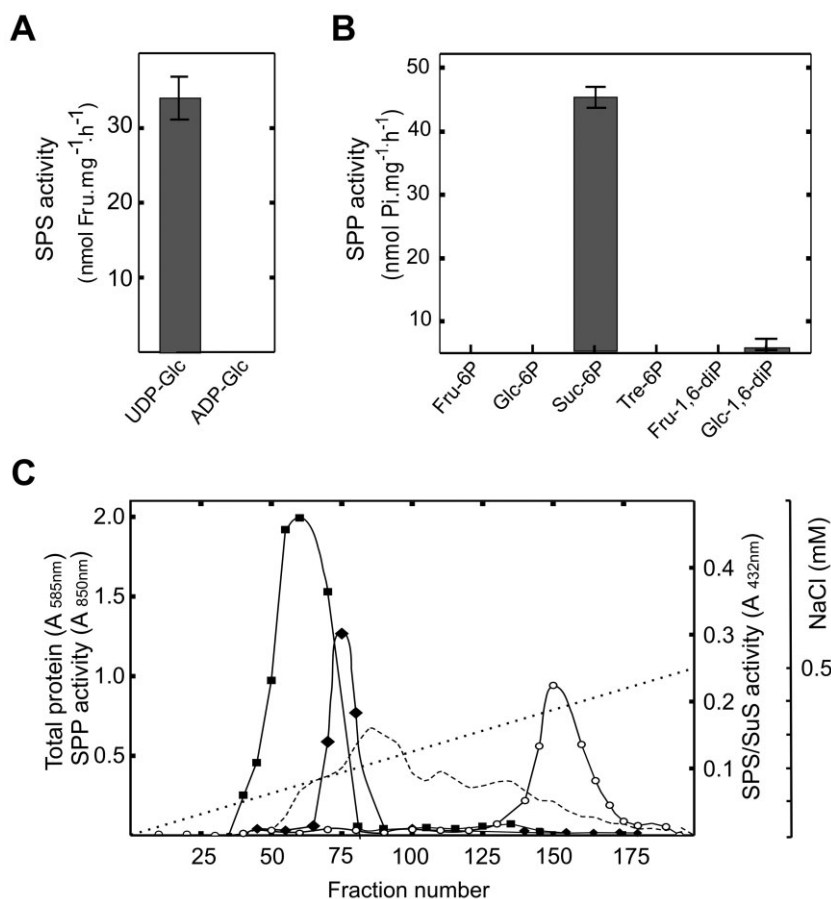 A
SPS activity
(nmol Fru.mg⁻¹·h⁻¹)
30
20
10
UDP-Glc
ADP-Glc
B
SPP activity
(nmol Pi.mg⁻¹·h⁻¹)
50
40
30
20
10
Fru-6P
Glc-6P
Suc-6P
Tre-6P
Fru-1,6-diP
Glc-1,6-diP
C
Total protein (A 585nm)
SPP activity (A 850nm)
2.0
1.5
1.0
0.5
25
50
75
100
125
150
175
Fraction number
0.4
0.3
0.2
0.1
SPS/SuS activity (A 432nm)
0.5
NaCl (mM)